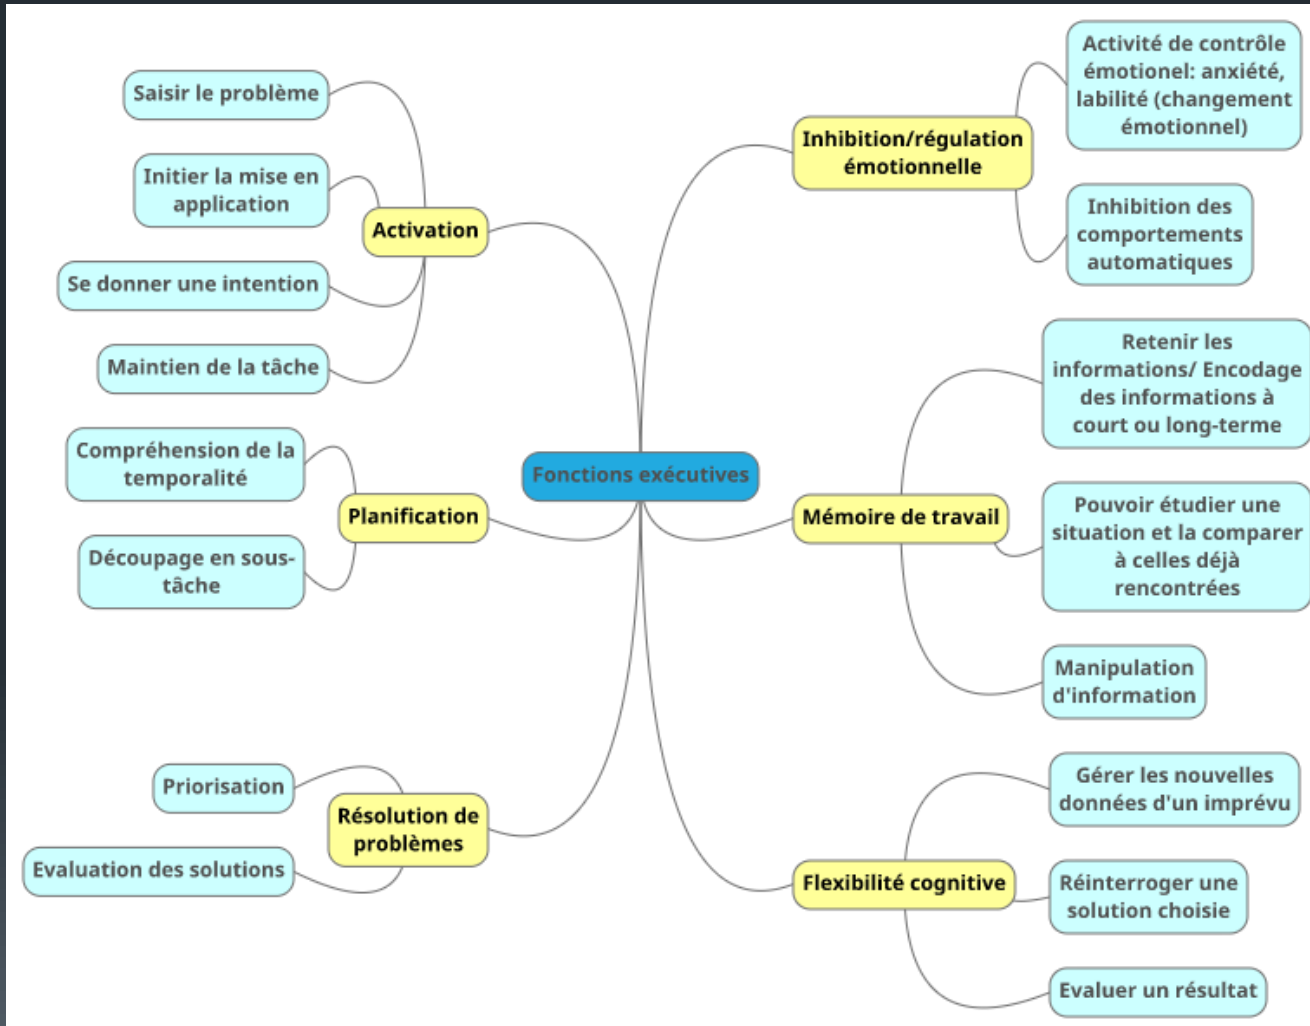 Fonctions exécutives
Activation
Saisir le problème
Initier la mise en
application
Se donner une intention
Maintien de la tâche
Planification
Compréhension de la
temporalité
Découpage en sous-
tâche
Résolution de
problèmes
Priorisation
Evaluation des solutions
Inhibition/régulation
émotionnelle
Activité de contrôle
émotionel: anxiété,
labilité (changement
émotionnel)
Inhibition des
comportements
automatiques
Mémoire de travail
Retenir les
informations/ Encodage
des informations à
court ou long-terme
Pouvoir étudier une
situation et la comparer
à celles déjà
rencontrées
Manipulation
d'information
Flexibilité cognitive
Gérer les nouvelles
données d'un imprévu
Réinterroger une
solution choisie
Evaluer un résultat